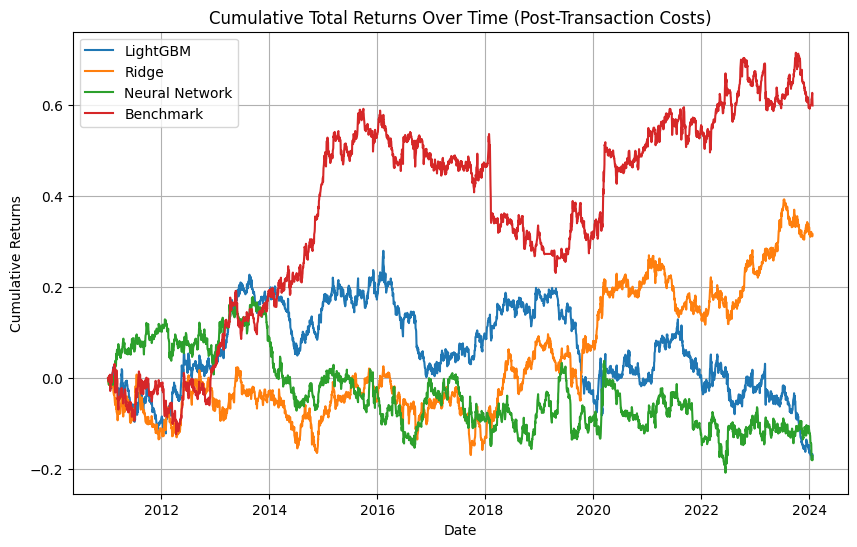 Cumulative Total Returns Over Time (Post-Transaction Costs)
LightGBM
Ridge
Neural Network
Benchmark
Cumulative Returns
0.6
0.4
0.2
0.0
−0.2
2012 2014 2016 2018 2020 2022 2024
Date